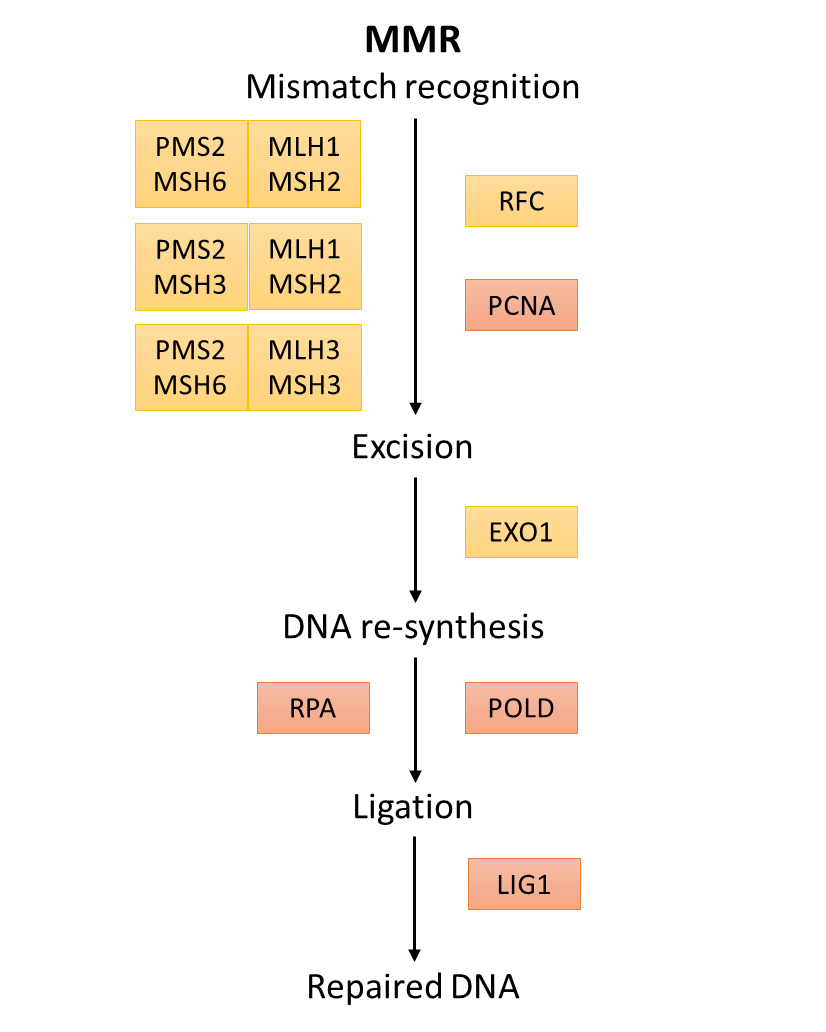 MMR
Mismatch recognition
PMS2
MSH6
MLH1
MSH2
PMS2
MSH3
MLH1
MSH2
PMS2
MSH6
MLH3
MSH3
RFC
PCNA
Excision
EXO1
DNA re-synthesis
RPA
POLD
Ligation
LIG1
Repaired DNA